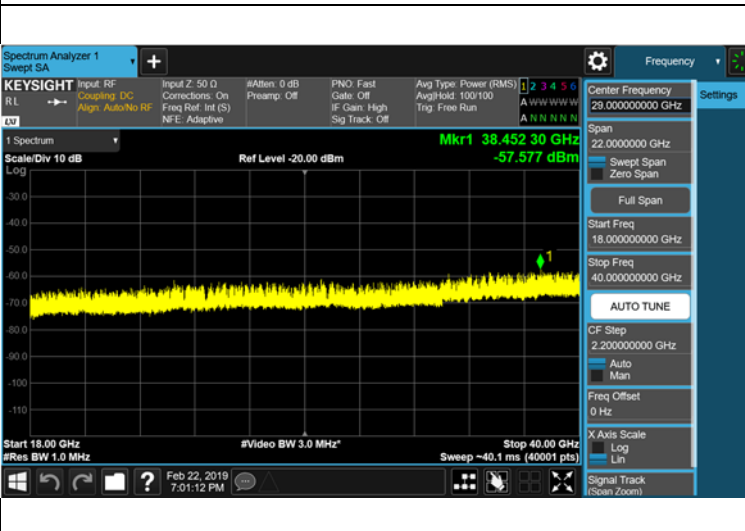 Spectrum Analyzer 1
Swept SA
Frequency
KEYSIGHT
RL
LXI
Input: RF
Coupling: DC
Align: Auto/No RF
Input Z: 50 Ω
Corrections: On
Freq Ref: Int (S)
NFE: Adaptive
#Atten: 0 dB
Preamp: Off
PNO: Fast
Gate: Off
IF Gain: High
Sig Track: Off
Avg Type: Power (RMS)
Avg|Hold: 100/100
Trig: Free Run
1 2 3 4 5 6
A W W W W W
A N N N N N
1 Spectrum
Scale/Div 10 dB
Log
Ref Level -20.00 dBm
Mkr1 38.452 30 GHz
-57.577 dBm
-30.0
-40.0
-50.0
-60.0
-70.0
-80.0
-90.0
-100
-110
1
Start 18.00 GHz
#Res BW 1.0 MHz
#Video BW 3.0 MHz*
Stop 40.00 GHz
Sweep ~40.1 ms (40001 pts)
Feb 22, 2019
7:01:12 PM
Center Frequency
29.000000000 GHz
Settings
Span
22.0000000 GHz
Swept Span
Zero Span
Full Span
Start Freq
18.000000000 GHz
Stop Freq
40.000000000 GHz
AUTO TUNE
CF Step
2.200000000 GHz
Auto
Man
Freq Offset
0 Hz
X Axis Scale
Log
Lin
Signal Track
(Span Zoom)